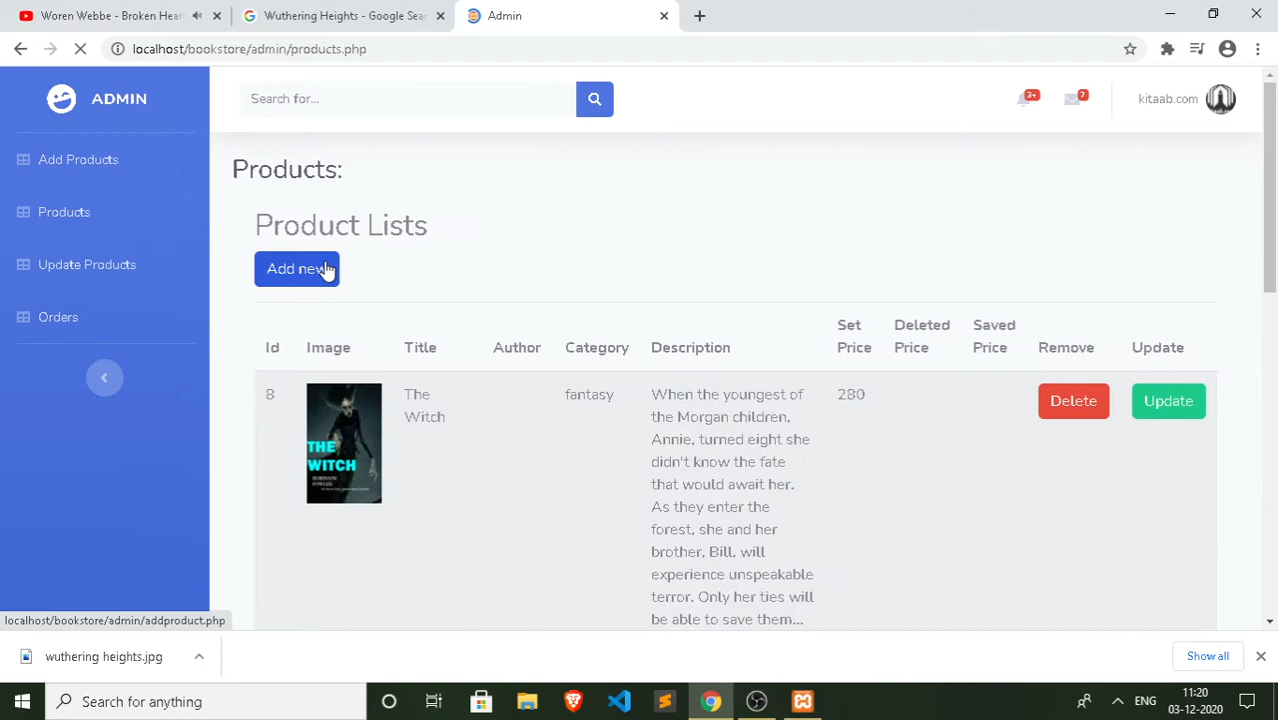 Woren Webbe - Broken Hear
Wuthering Heights - Google Sear
Admin
localhost/bookstore/admin/products.php
ADMIN
Search for...
3+
7
kitaab.com
Add Products
Products
Update Products
Orders
Products:
Product Lists
Add new
Id
Image
Title
Author
Category
Description
Set
Price
Deleted
Price
Saved
Price
Remove
Update
8
THE
WITCH
The
Witch
fantasy
When the youngest of
the Morgan children,
Annie, turned eight she
didn't know the fate
that would await her.
As they enter the
forest, she and her
brother, Bill, will
experience unspeakable
terror. Only her ties will
be able to save them...
280
Delete
Update
localhost/bookstore/admin/addproduct.php
wuthering heights.jpg
Show all
Search for anything
ENG
11:20
03-12-2020